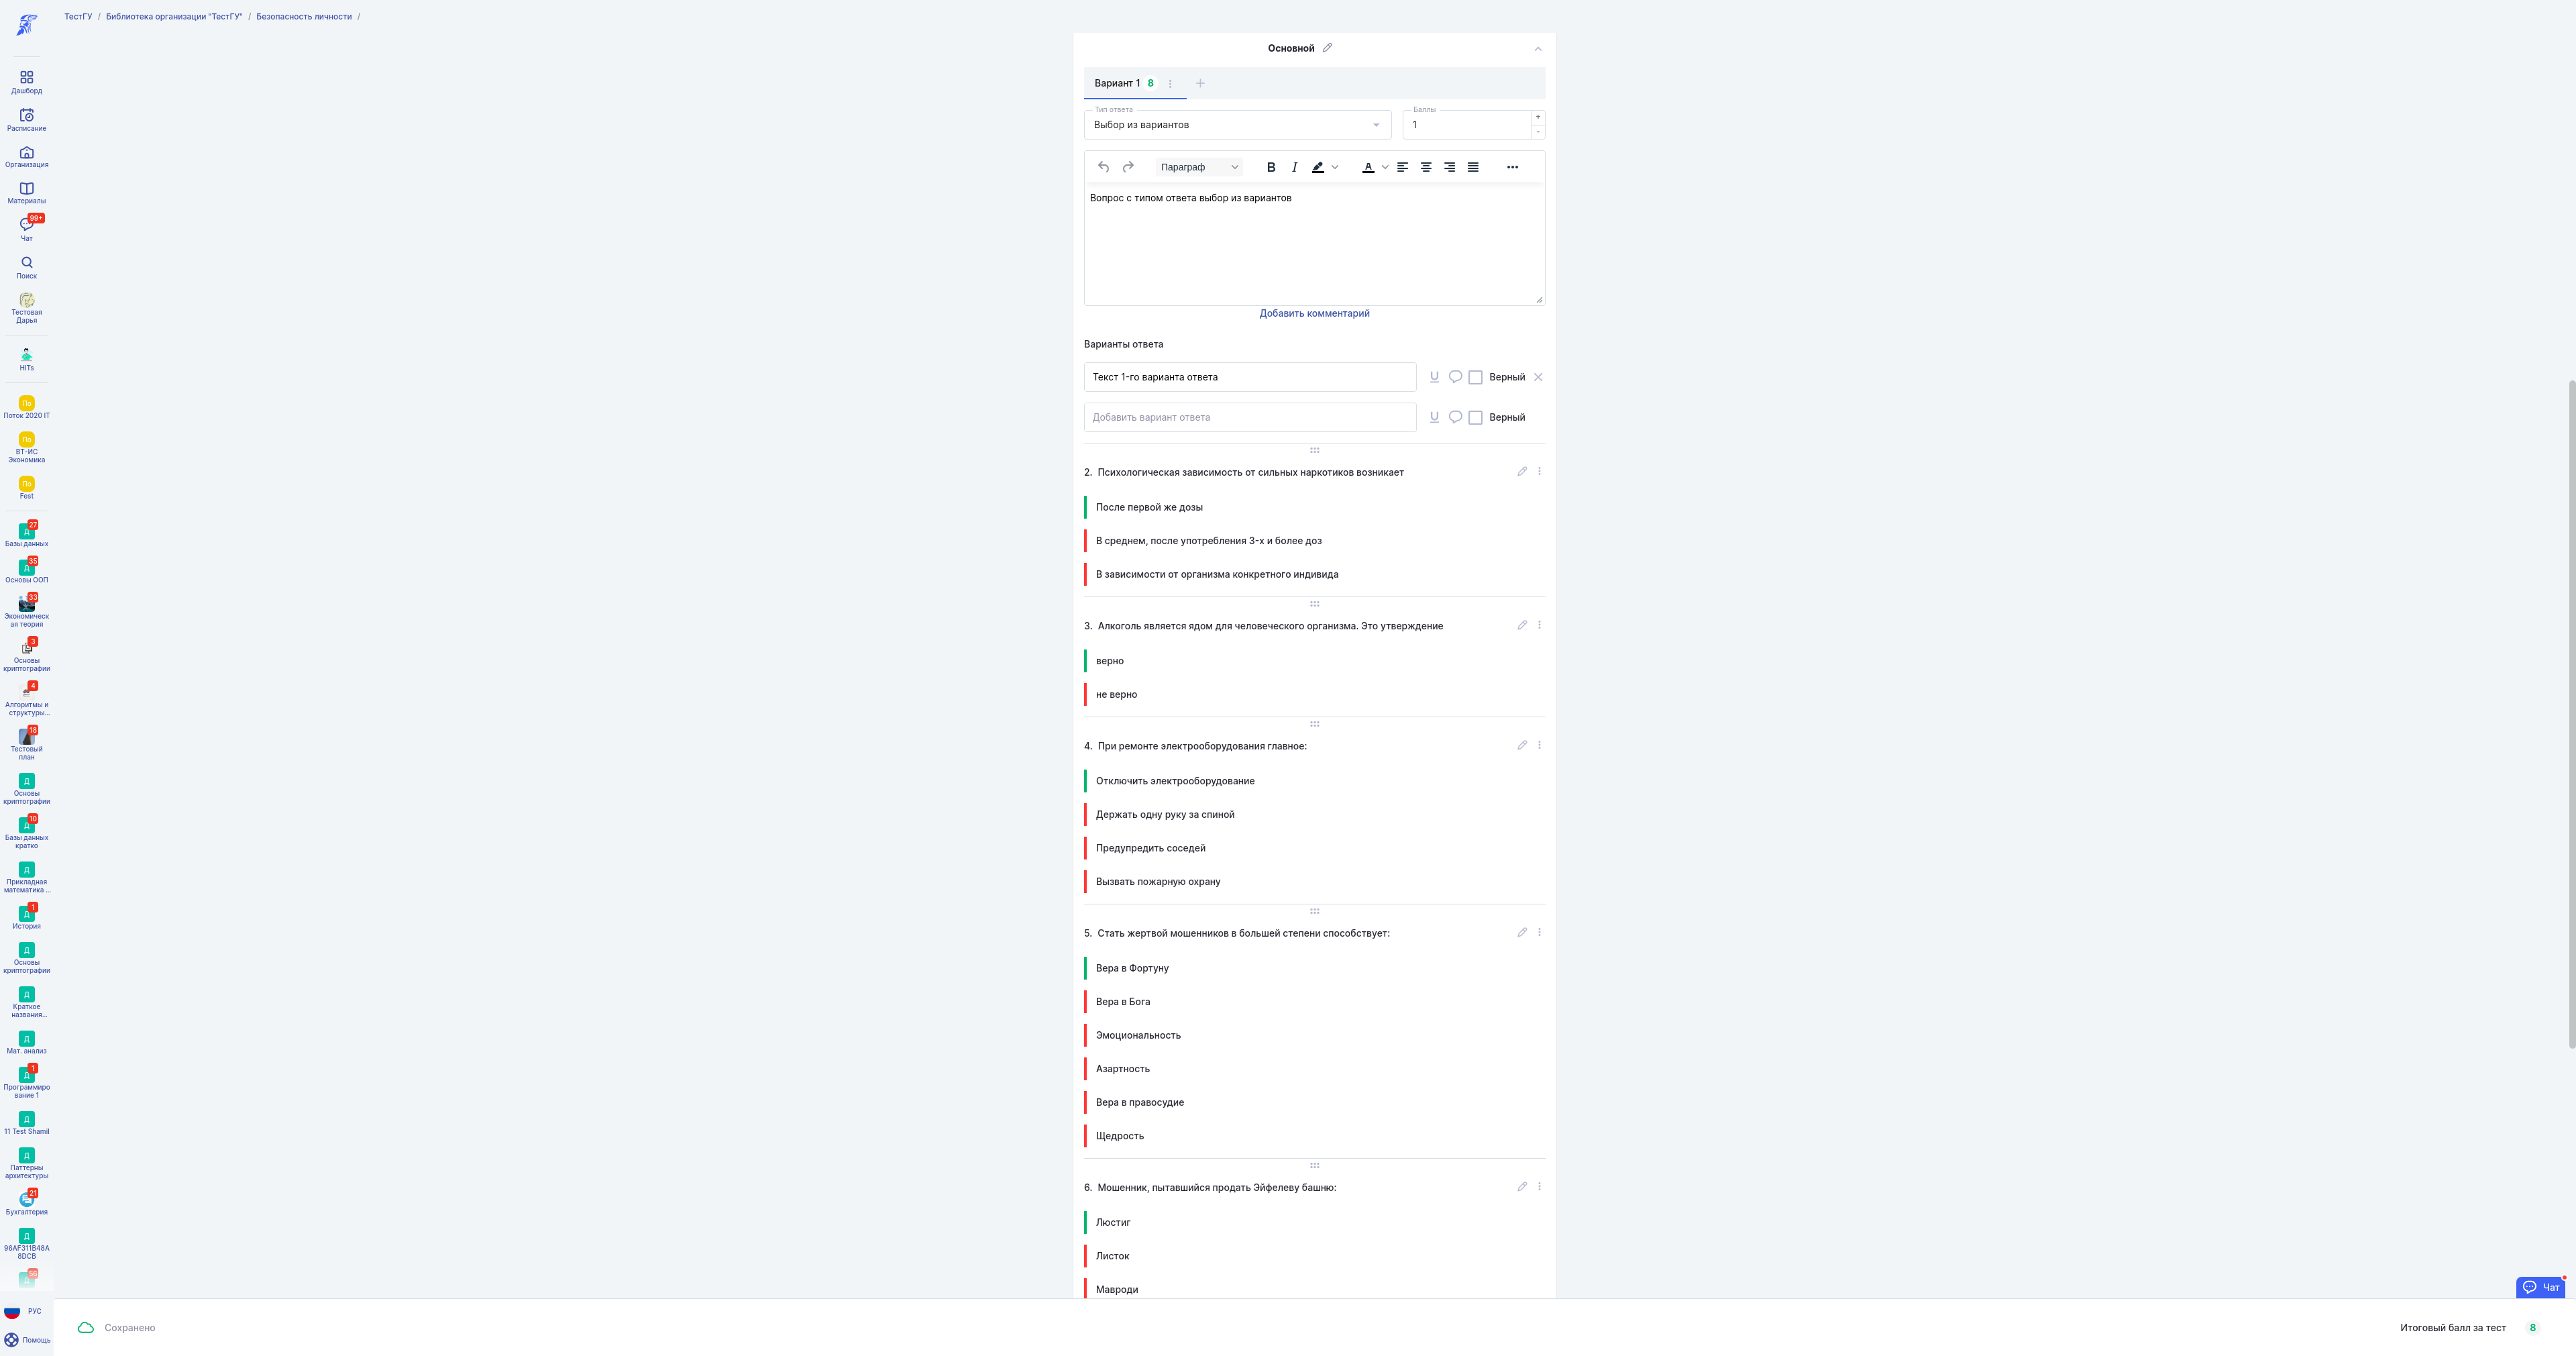 ТестГУ / Библиотека организации "ТестГУ" / Безопасность личности /
Дашборд
Расписание
Организация
Материалы
99+
Чат
Поиск
Тестовая
Дарья
HITs
По
Поток 2020 IT
По
ВТ-ИС
Экономика
По
Fest
27
Д
Базы данных
35
Д
Основы ООП
33
Экономическ
ая теория
3
Основы
криптографии
4
Алгоритмы и
структуры...
18
Тестовый
план
Д
Основы
криптографии
10
Д
Базы данных
кратко
Д
Прикладная
математика ...
1
Д
История
Д
Основы
криптографии
Д
Краткое
названия...
Д
Мат. анализ
1
Д
Программиро
вание 1
Д
11 Test Shamil
Д
Паттерны
архитектуры
21
Бухгалтерия
Д
96AF311B48A
8DCB
56
Д
РУС
Помощь
Основной
Вариант 1 8
Тип ответа
Выбор из вариантов
Баллы
1
+
-
Параграф B I A
Вопрос с типом ответа выбор из вариантов
Добавить комментарий
Варианты ответа
Текст 1-го варианта ответа U Верный
Добавить вариант ответа U Верный
2. Психологическая зависимость от сильных наркотиков возникает
После первой же дозы
В среднем, после употребления 3-х и более доз
В зависимости от организма конкретного индивида
3. Алкоголь является ядом для человеческого организма. Это утверждение
верно
не верно
4. При ремонте электрооборудования главное:
Отключить электрооборудование
Держать одну руку за спиной
Предупредить соседей
Вызвать пожарную охрану
5. Стать жертвой мошенников в большей степени способствует:
Вера в Фортуну
Вера в Бога
Эмоциональность
Азартность
Вера в правосудие
Щедрость
6. Мошенник, пытавшийся продать Эйфелеву башню:
Люстиг
Листок
Мавроди
Чат
Сохранено
Итоговый балл за тест 8